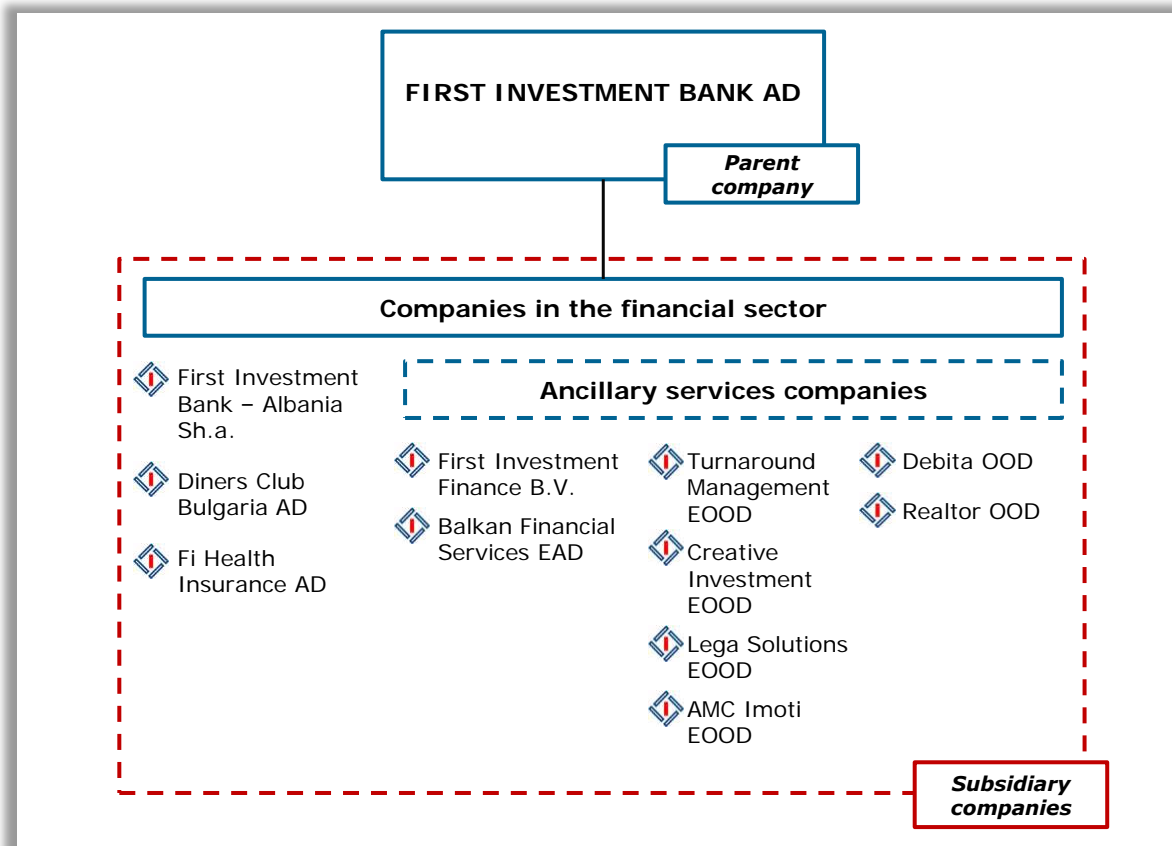 FIRST INVESTMENT BANK AD
Parent
company
Companies in the financial sector
First Investment
Bank – Albania
Sh.a.
Diners Club
Bulgaria AD
Fi Health
Insurance AD
Ancillary services companies
First Investment
Finance B.V.
Balkan Financial
Services EAD
Turnaround
Management
EOOD
Creative
Investment
EOOD
Lega Solutions
EOOD
AMC Imoti
EOOD
Debita OOD
Realtor OOD
Subsidiary
companies